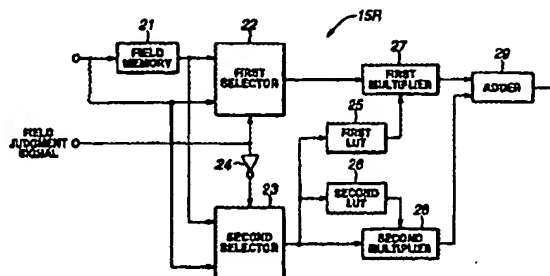 15R
21
FIELD
MEMORY
22
FIRST
SELECTOR
27
FIRST
MULTIPLIER
29
ADDER
25
FIRST
LUT
FIELD
JUDGMENT
SIGNAL
24
26
SECOND
LUT
23
SECOND
SELECTOR
28
SECOND
MULTIPLIER